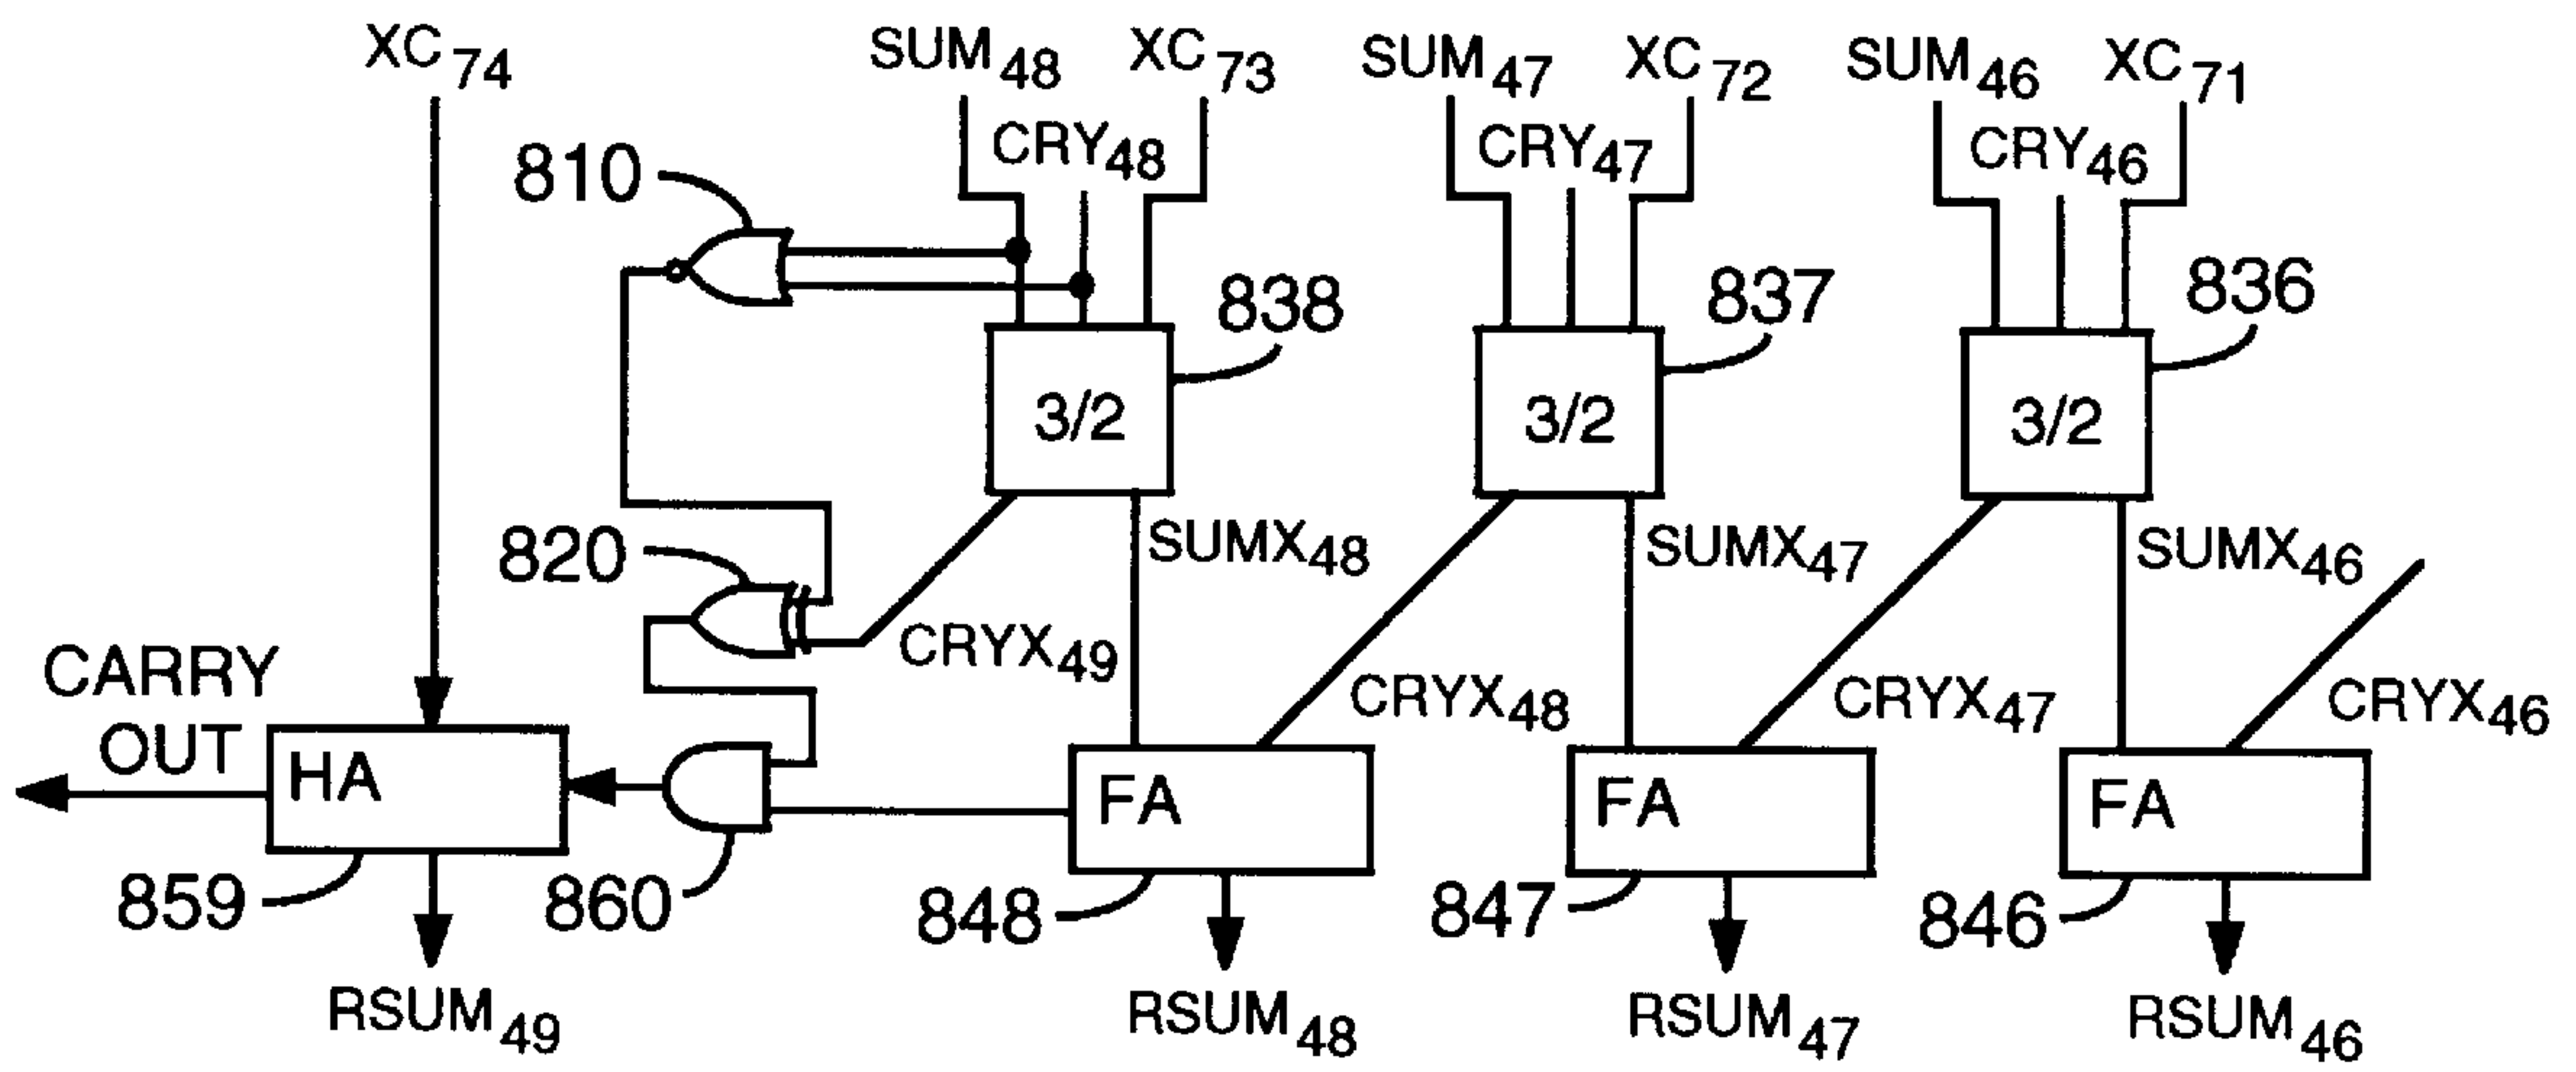 XC74 SUM48 XC73 SUM47 XC72 SUM46 XC71
CRY48 CRY47 CRY46
810
838 837 836
3/2 3/2 3/2
820
SUMX48 SUMX47 SUMX46
CRYX49 CRYX48 CRYX47 CRYX46
CARRY
OUT
HA FA FA FA
859 860 848 847 846
RSUM49 RSUM48 RSUM47 RSUM46